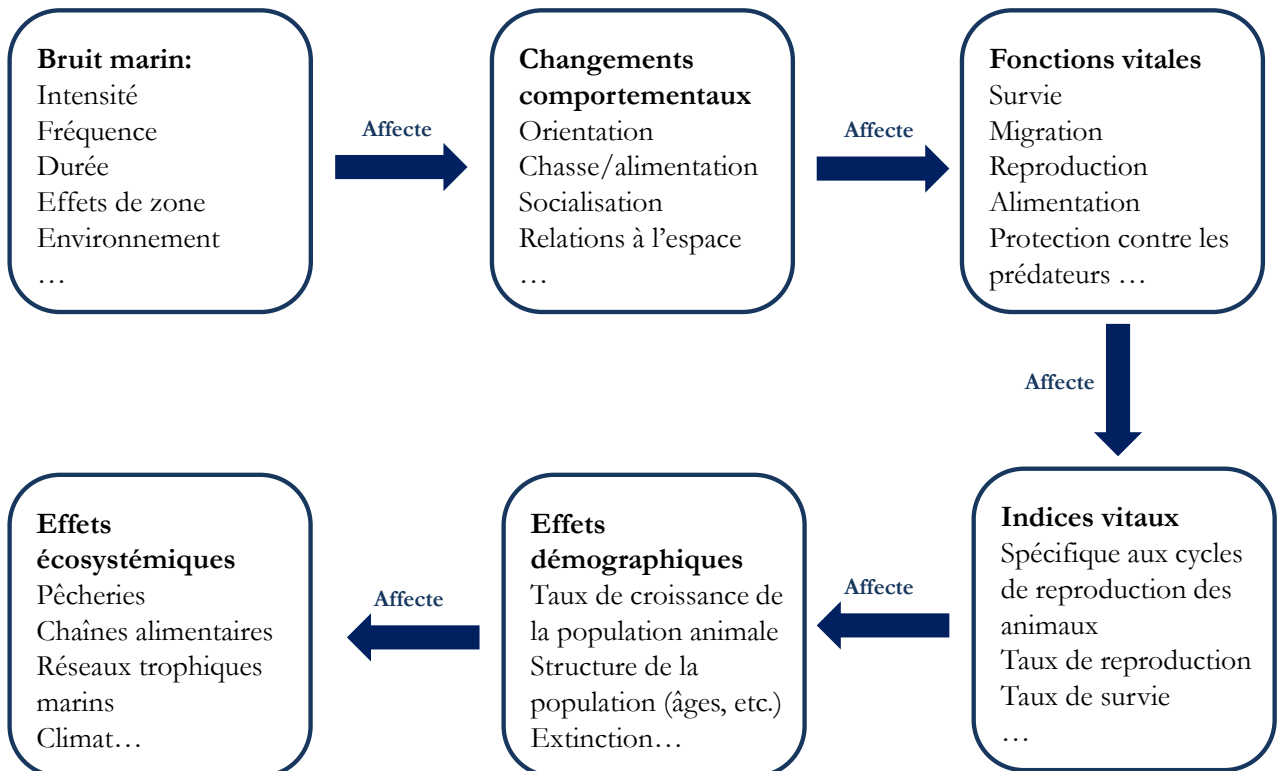 Bruit marin:
Intensité
Fréquence
Durée
Effets de zone
Environnement
…
Affecte
Changements
comportementaux
Orientation
Chasse/alimentation
Socialisation
Relations à l’espace
…
Affecte
Fonctions vitales
Survie
Migration
Reproduction
Alimentation
Protection contre les
prédateurs …
Affecte
Indices vitaux
Spécifique aux cycles
de reproduction des
animaux
Taux de reproduction
Taux de survie
…
Affecte
Effets
démographiques
Taux de croissance de
la population animale
Structure de la
population (âges, etc.)
Extinction…
Affecte
Effets
écosystémiques
Pêcheries
Chaînes alimentaires
Réseaux trophiques
marins
Climat…